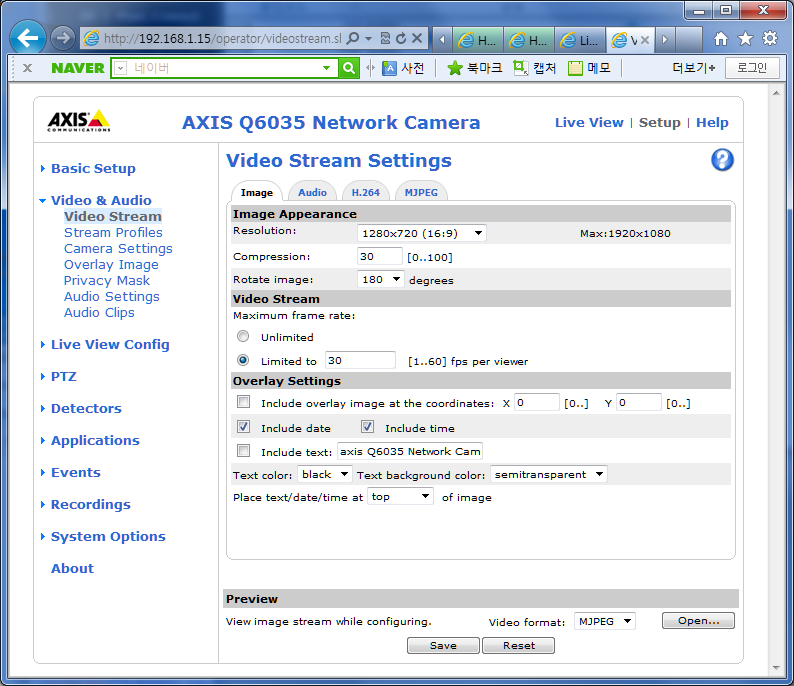 http://192.168.1.15/operator/videostream.sl
H...
H...
Li...
x NAVER 네이버 사전 북마크 캡처 메모 더보기+ 로그인
AXIS
COMMUNICATIONS
AXIS Q6035 Network Camera
Live View | Setup | Help
Basic Setup
Video & Audio
Video Stream
Stream Profiles
Camera Settings
Overlay Image
Privacy Mask
Audio Settings
Audio Clips
Live View Config
PTZ
Detectors
Applications
Events
Recordings
System Options
About
Video Stream Settings
Image Audio H.264 MJPEG
Image Appearance
Resolution: 1280x720 (16:9) Max:1920x1080
Compression: 30 [0..100]
Rotate image: 180 degrees
Video Stream
Maximum frame rate:
Unlimited
Limited to 30 [1..60] fps per viewer
Overlay Settings
Include overlay image at the coordinates: X 0 [0..] Y 0 [0..]
Include date Include time
Include text: axis Q6035 Network Cam
Text color: black Text background color: semitransparent
Place text/date/time at top of image
Preview
View image stream while configuring. Video format: MJPEG Open...
Save Reset